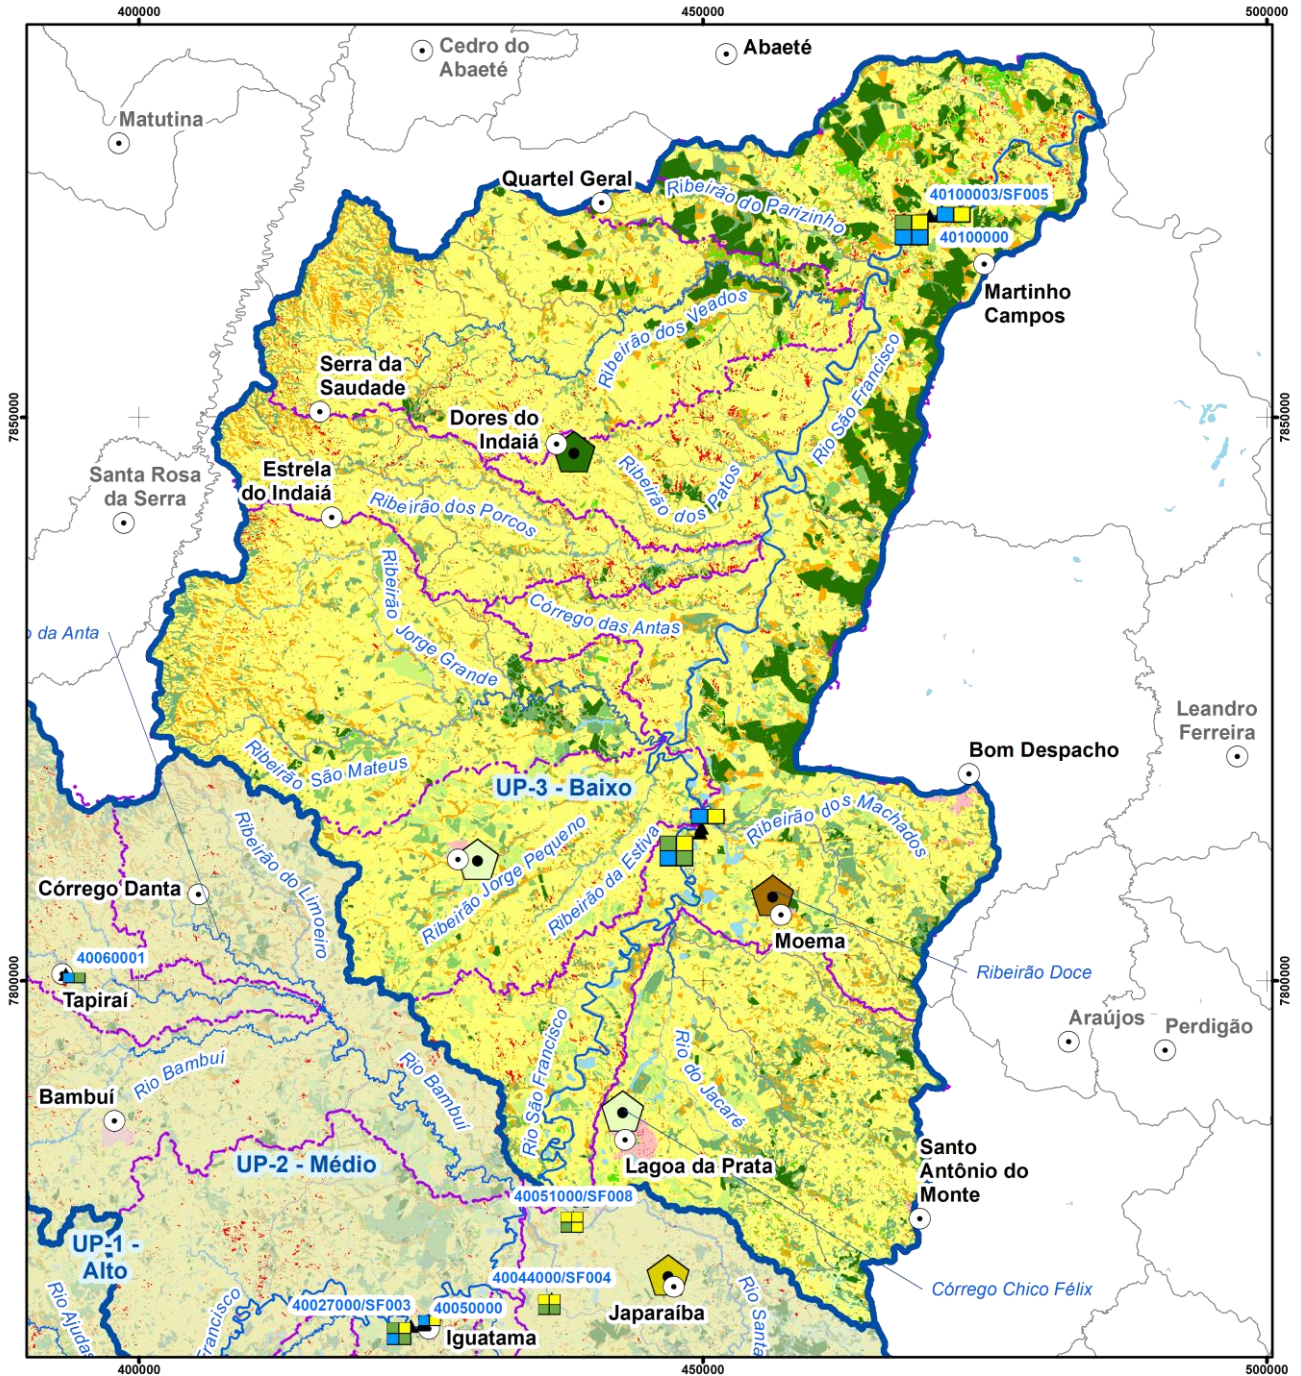 400000
450000
500000
Cedro do
Abaeté
Abaeté
Matutina
Quartel Geral
Ribeirão do Parizinho
40100003/SF005
40100000
Martinho
Campos
Ribeirão dos Veados
Serra da
Saudade
Rio São Francisco
7850000
7850000
Dores do
Indaiá
Santa Rosa
da Serra
Estrela
do Indaiá
Ribeirão dos Patos
Ribeirão dos Porcos
Ribeirão Jorge Grande
Córrego das Antas
o da Anta
Leandro
Ferreira
Bom Despacho
Ribeirão São Mateus
UP-3 - Baixo
Ribeirão dos Machados
Ribeirão do Limoeiro
Ribeirão Jorge Pequeno
Ribeirão da Estiva
Córrego Danta
Moema
40060001
Tapiraí
Ribeirão Doce
7800000
7800000
Araújos
Perdigão
Rio São Francisco
Rio do Jacaré
Rio Bambuí
Rio Bambuí
Bambuí
Lagoa da Prata
Santo
Antônio do
Monte
UP-2 - Médio
40051000/SF008
UP-1 -
Alto
40044000/SF004
Córrego Chico Félix
40027000/SF003
40050000
Japaraíba
Iguatama
Rio Ajudas
Francisco
Rio Santa
400000
450000
500000